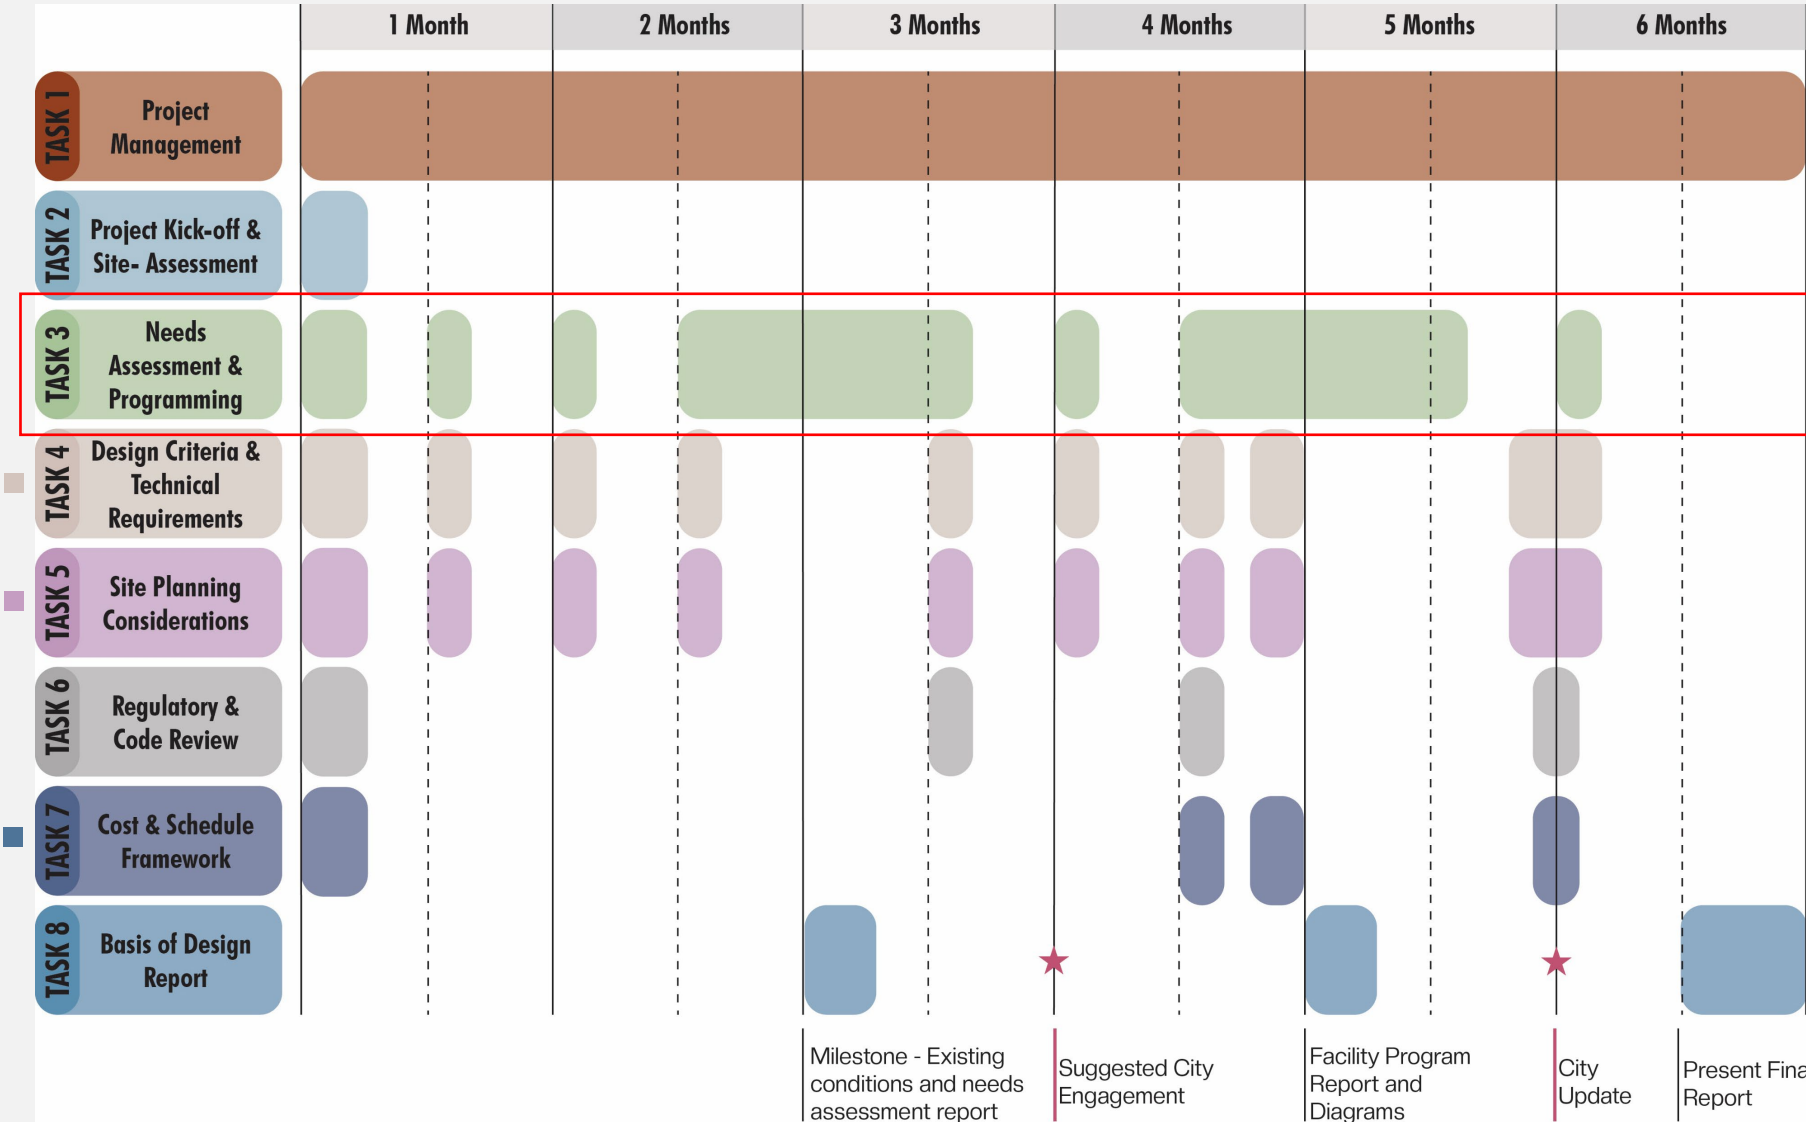 1 Month
2 Months
3 Months
4 Months
5 Months
6 Months
TASK 1
Project
Management
TASK 2
Project Kick-off &
Site- Assessment
TASK 3
Needs
Assessment &
Programming
TASK 4
Design Criteria &
Technical
Requirements
TASK 5
Site Planning
Considerations
TASK 6
Regulatory &
Code Review
TASK 7
Cost & Schedule
Framework
TASK 8
Basis of Design
Report
Milestone - Existing
conditions and needs
assessment report
Suggested City
Engagement
Facility Program
Report and
Diagrams
City
Update
Present Fina
Report